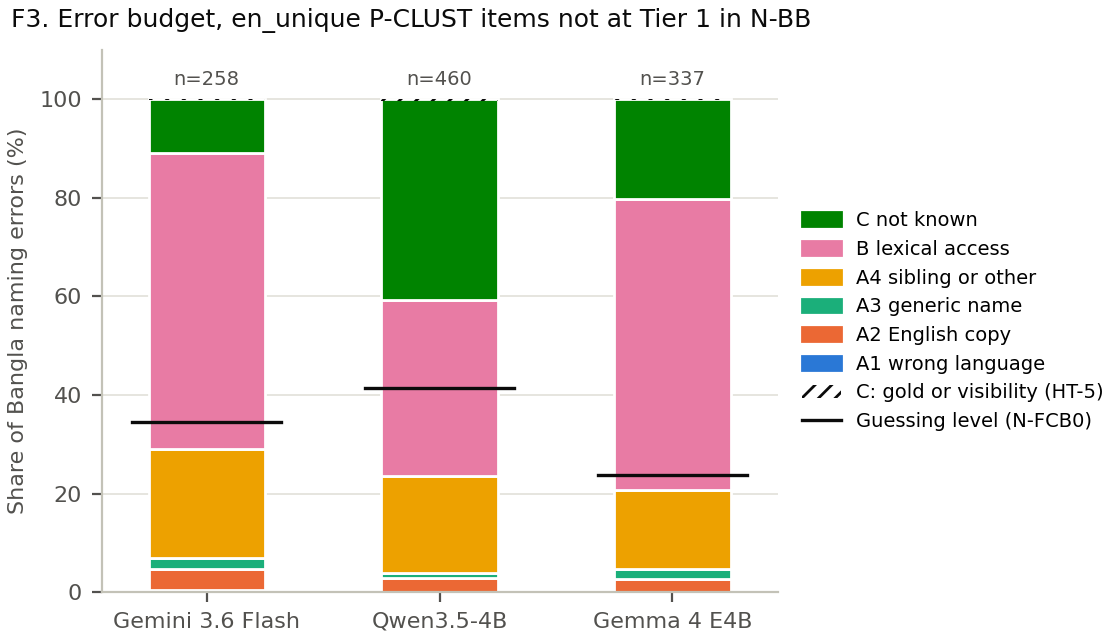 F3. Error budget, en_unique P-CLUST items not at Tier 1 in N-BB
n=258
n=460
n=337
Share of Bangla naming errors (%)
100
80
60
40
20
0
Gemini 3.6 Flash
Qwen3.5-4B
Gemma 4 E4B
C not known
B lexical access
A4 sibling or other
A3 generic name
A2 English copy
A1 wrong language
C: gold or visibility (HT-5)
Guessing level (N-FCB0)